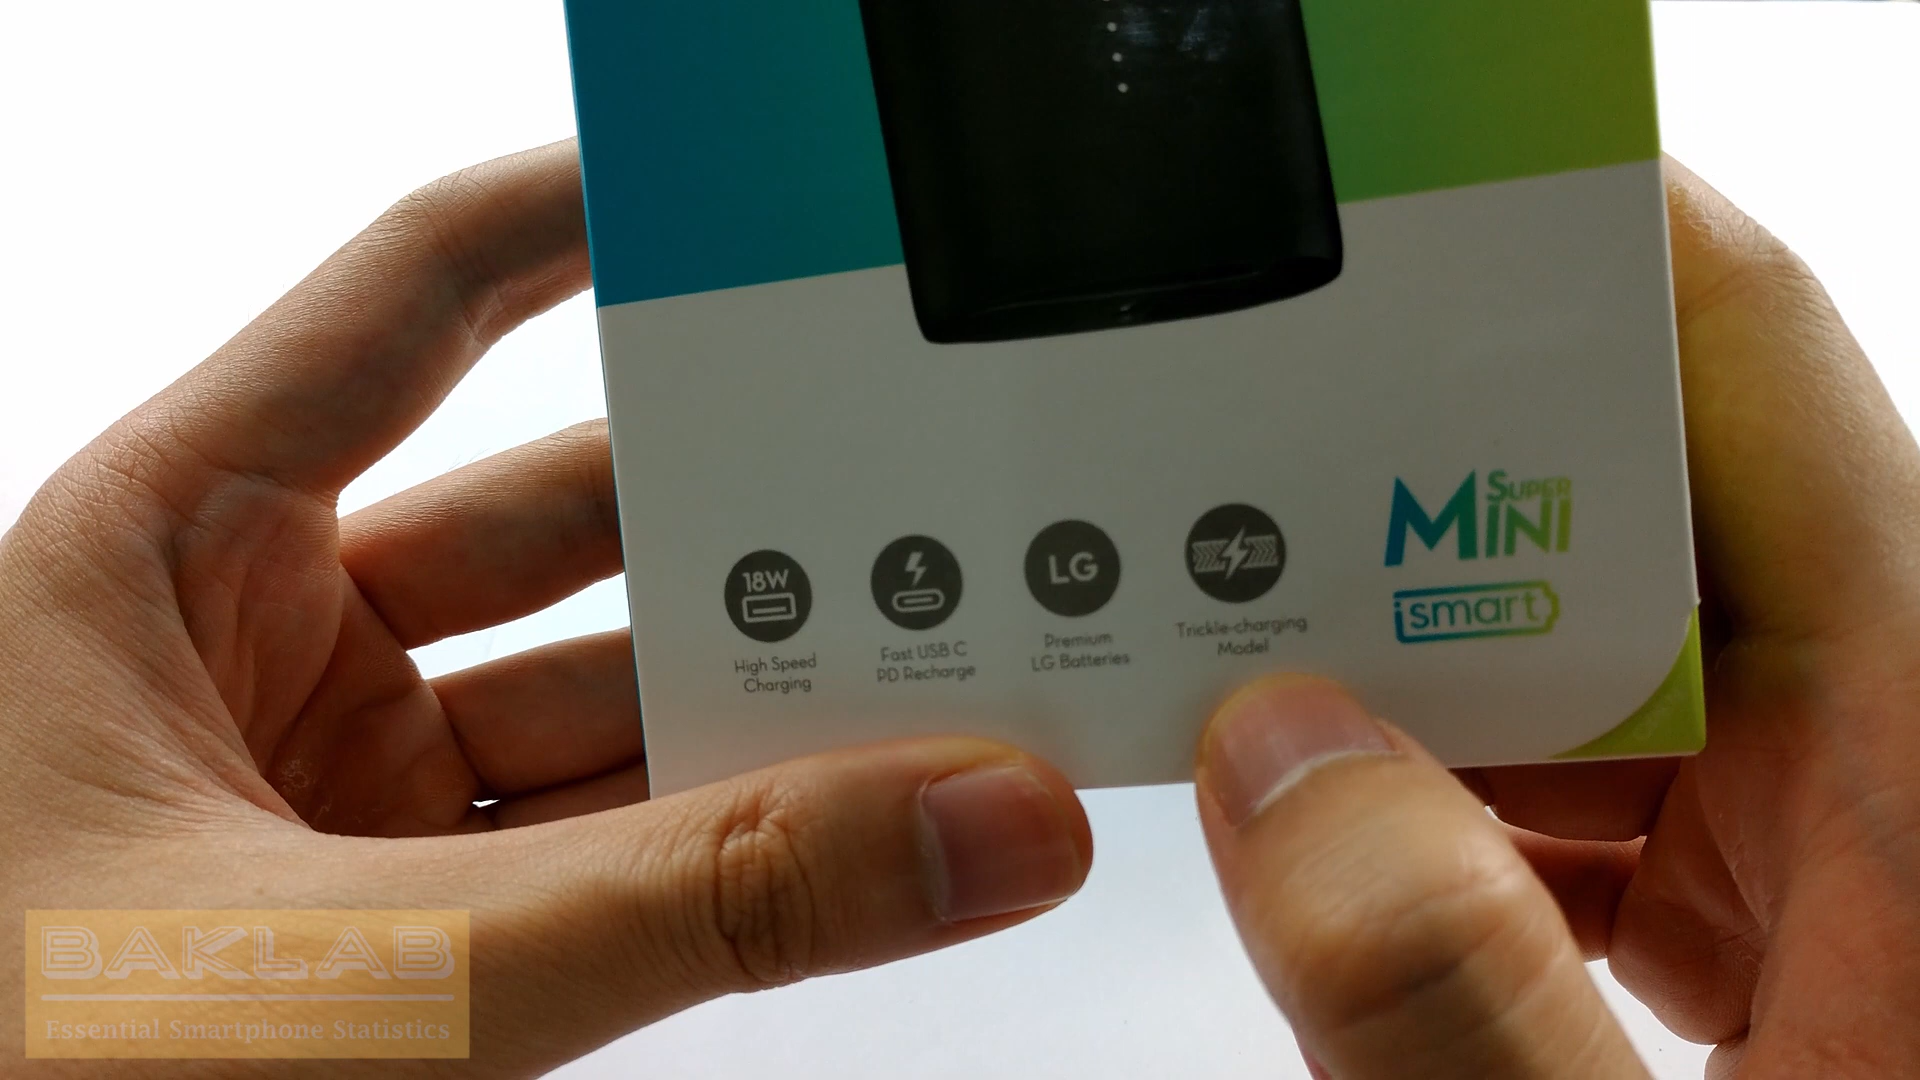 18W
High Speed
Charging
Fast USB C
PD Recharge
LG
Premium
LG Batteries
Trickle-charging
Model
SUPER
MINI
ismart
BAKLAB
Essential Smartphone Statistics